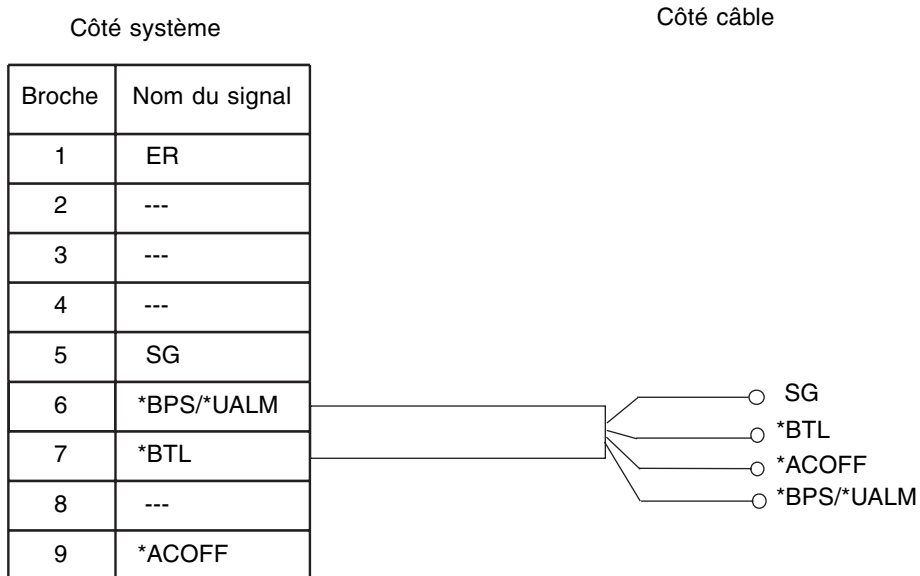 Côté système
Côté câble
Broche Nom du signal
1 ER
2 ---
3 ---
4 ---
5 SG
6 *BPS/*UALM
7 *BTL
8 ---
9 *ACOFF
SG
*BTL
*ACOFF
*BPS/*UALM